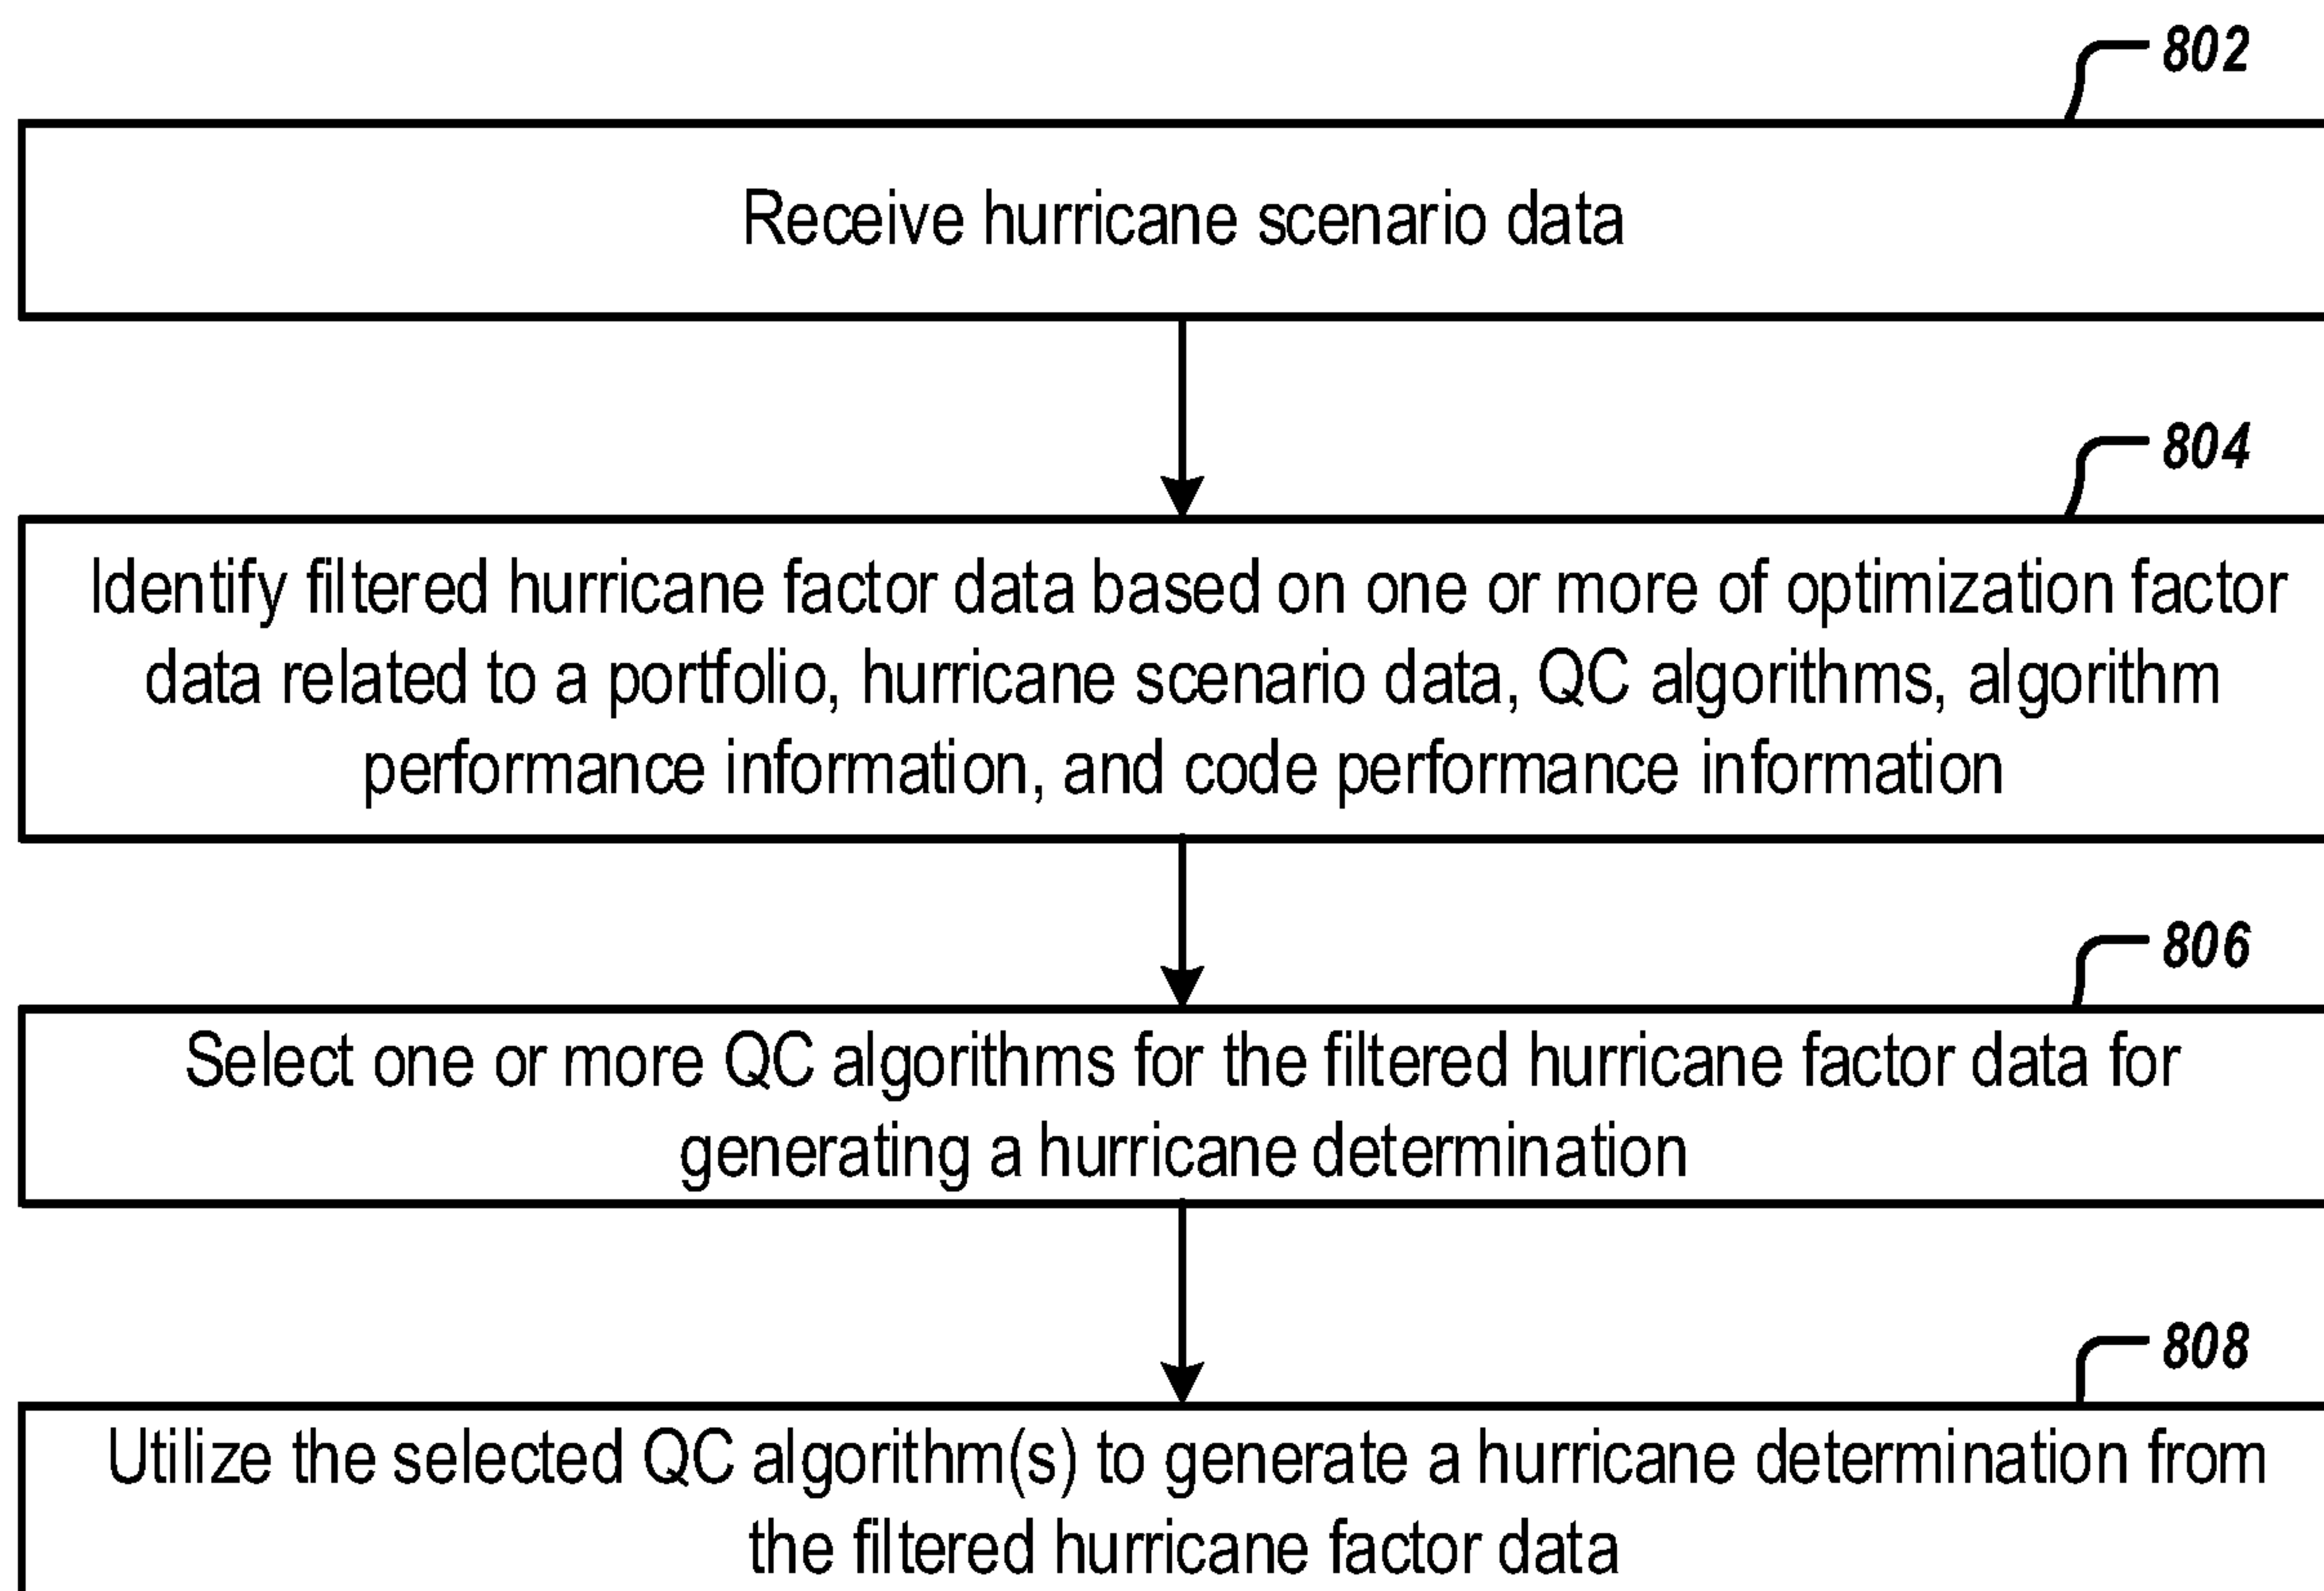 802
Receive hurricane scenario data
804
Identify filtered hurricane factor data based on one or more of optimization factor
data related to a portfolio, hurricane scenario data, QC algorithms, algorithm
performance information, and code performance information
806
Select one or more QC algorithms for the filtered hurricane factor data for
generating a hurricane determination
808
Utilize the selected QC algorithm(s) to generate a hurricane determination from
the filtered hurricane factor data